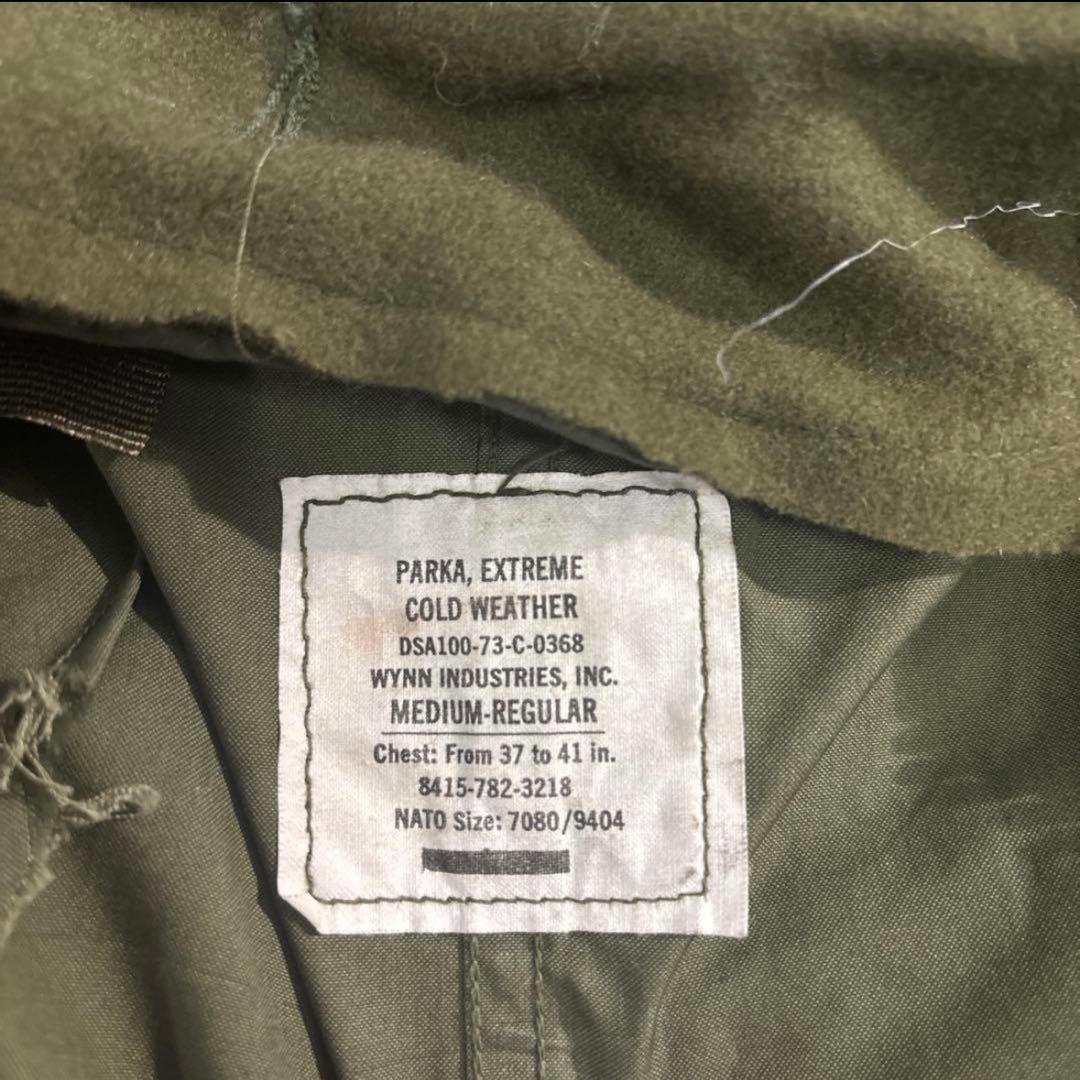 PARKA, EXTREME
COLD WEATHER
DSA100-73-C-0368
WYNN INDUSTRIES, INC.
MEDIUM-REGULAR
Chest: From 37 to 41 in.
8415-782-3218
NATO Size: 7080/9404